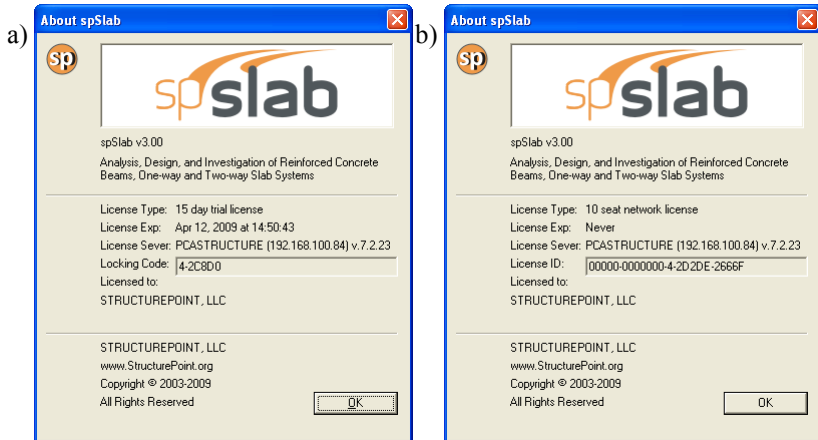 a)
About spSlab
sp
spslab
spSlab v3.00
Analysis, Design, and Investigation of Reinforced Concrete
Beams, One-way and Two-way Slab Systems
License Type: 15 day trial license
License Exp: Apr 12, 2009 at 14:50:43
License Sever: PCASTRUCTURE (192.168.100.84) v.7.2.23
Locking Code: 4-2C8D0
Licensed to:
STRUCTUREPOINT, LLC
STRUCTUREPOINT, LLC
www.StructurePoint.org
Copyright © 2003-2009
All Rights Reserved
OK
b)
About spSlab
sp
spslab
spSlab v3.00
Analysis, Design, and Investigation of Reinforced Concrete
Beams, One-way and Two-way Slab Systems
License Type: 10 seat network license
License Exp: Never
License Sever: PCASTRUCTURE (192.168.100.84) v.7.2.23
License ID: 00000-0000000-4-2D2DE-2666F
Licensed to:
STRUCTUREPOINT, LLC
STRUCTUREPOINT, LLC
www.StructurePoint.org
Copyright © 2003-2009
All Rights Reserved
OK